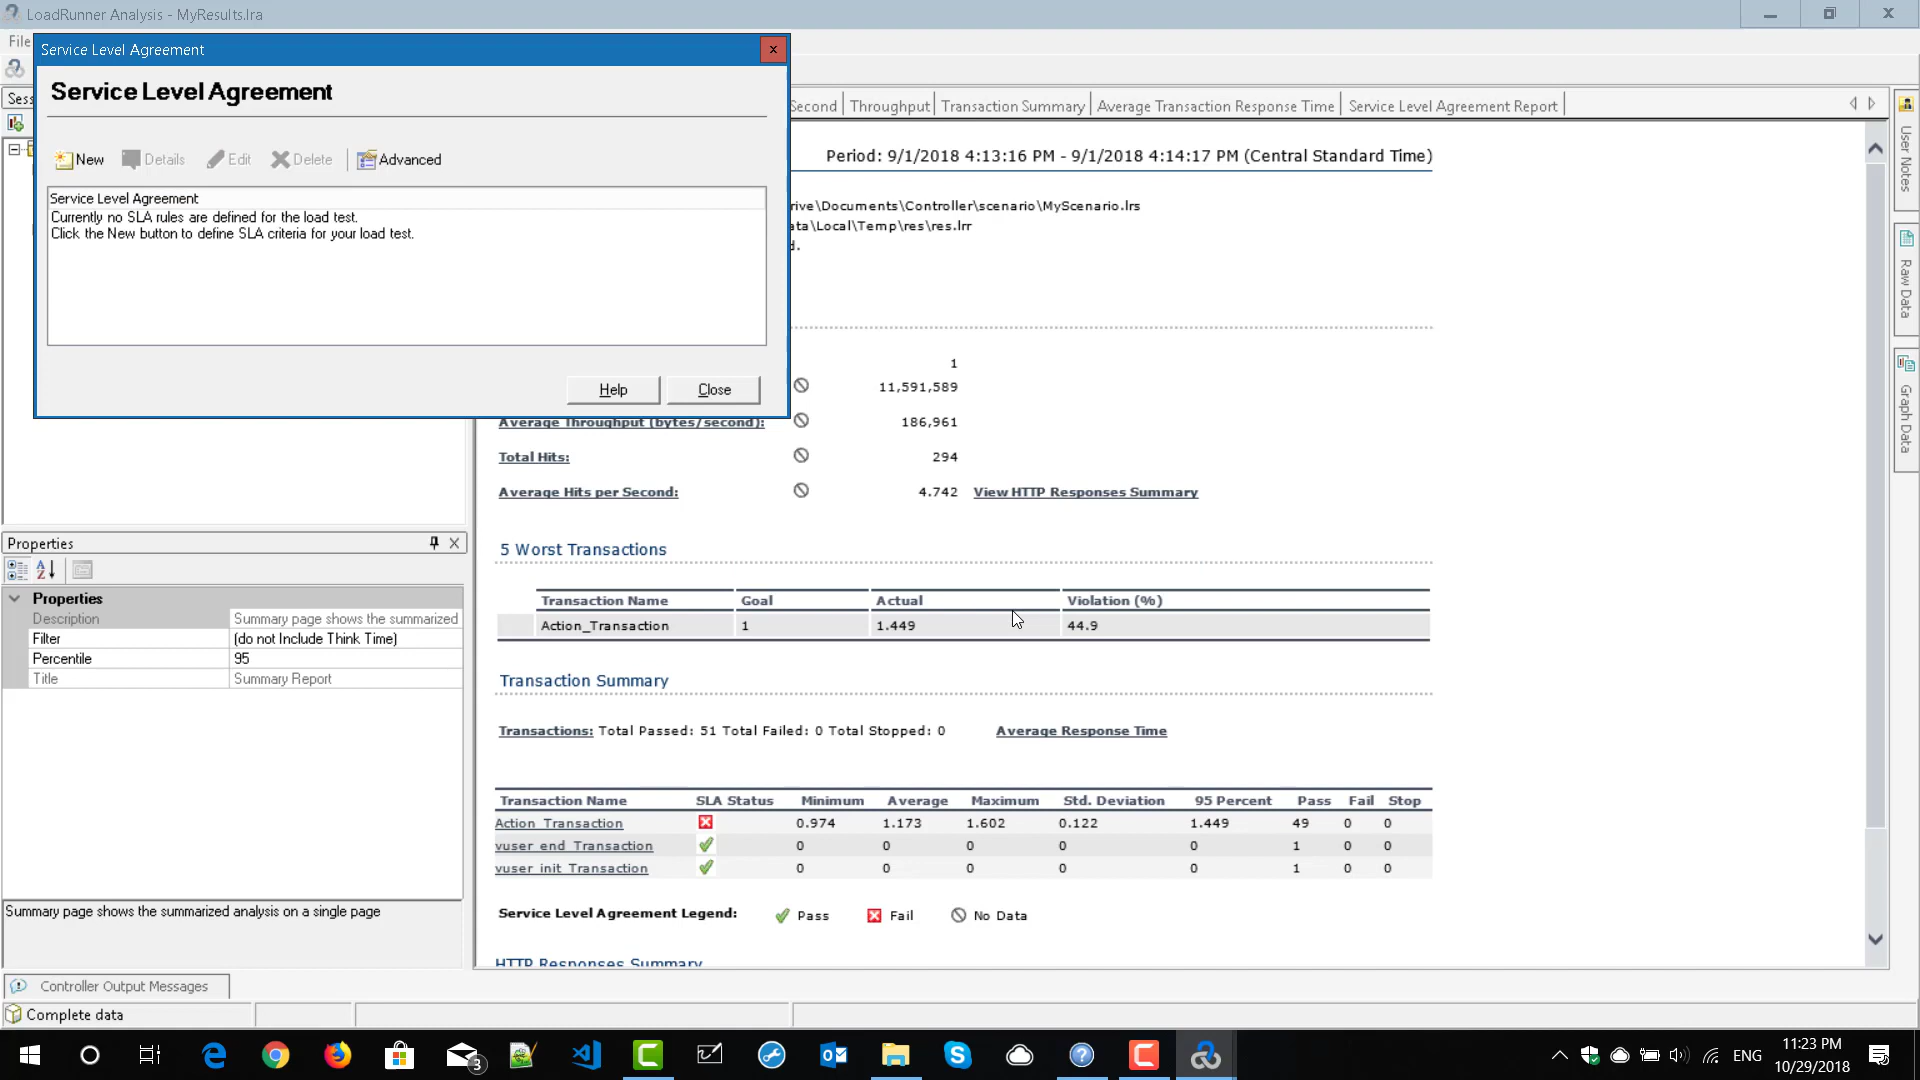 LoadRunner Analysis - MyResults.lra
File
Service Level Agreement
Service Level Agreement
New Details Edit Delete Advanced
Service Level Agreement
Currently no SLA rules are defined for the load test.
Click the New button to define SLA criteria for your load test.
Help Close
Second Throughput Transaction Summary Average Transaction Response Time Service Level Agreement Report
Period: 9/1/2018 4:13:16 PM - 9/1/2018 4:14:17 PM (Central Standard Time)
rive\Documents\Controller\scenario\MyScenario.lrs
ata\Local\Temp\res\res.lrr
d.
1
11,591,589
Average Throughput (bytes/second): 186,961
Total Hits: 294
Average Hits per Second: 4.742 View HTTP Responses Summary
5 Worst Transactions
Transaction Name Goal Actual Violation (%)
Action_Transaction 1 1.449 44.9
Transaction Summary
Transactions: Total Passed: 51 Total Failed: 0 Total Stopped: 0 Average Response Time
Transaction Name SLA Status Minimum Average Maximum Std. Deviation 95 Percent Pass Fail Stop
Action_Transaction 0.974 1.173 1.602 0.122 1.449 49 0 0
vuser_end_Transaction 0 0 0 0 0 1 0 0
vuser_init_Transaction 0 0 0 0 0 1 0 0
Service Level Agreement Legend: Pass Fail No Data
HTTP Responses Summary
User Notes
Raw Data
Graph Data
Sess
Properties
Properties
Description Summary page shows the summarized
Filter (do not Include Think Time)
Percentile 95
Title Summary Report
Summary page shows the summarized analysis on a single page
Controller Output Messages
Complete data
3
ENG
11:23 PM
10/29/2018